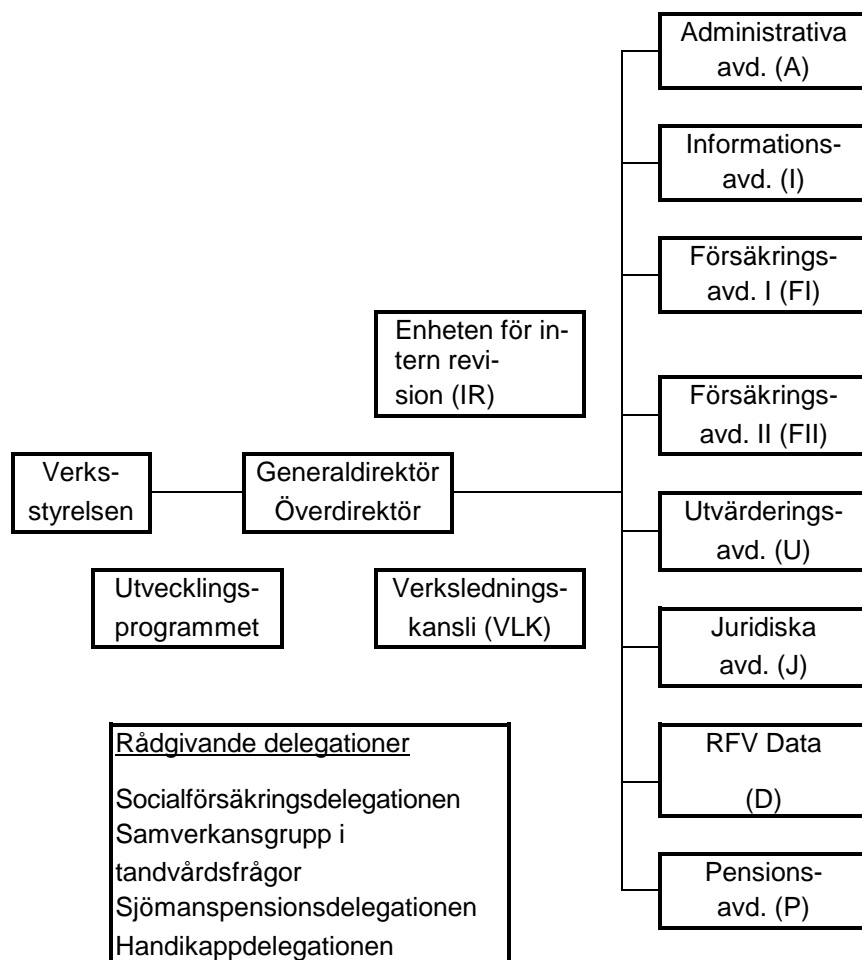 Administrativa
avd. (A)
Informations-
avd. (I)
Försäkrings-
avd. I (FI)
Enheten för in-
tern revi-
sion (IR)
Försäkrings-
avd. II (FII)
Verks-
styrelsen
Generaldirektör
Överdirektör
Utvärderings-
avd. (U)
Utvecklings-
programmet
Verkslednings-
kansli (VLK)
Juridiska
avd. (J)
Rådgivande delegationer
Socialförsäkringsdelegationen
Samverkansgrupp i
tandvårdsfrågor
Sjömanspensionsdelegationen
Handikappdelegationen
RFV Data
(D)
Pensions-
avd. (P)